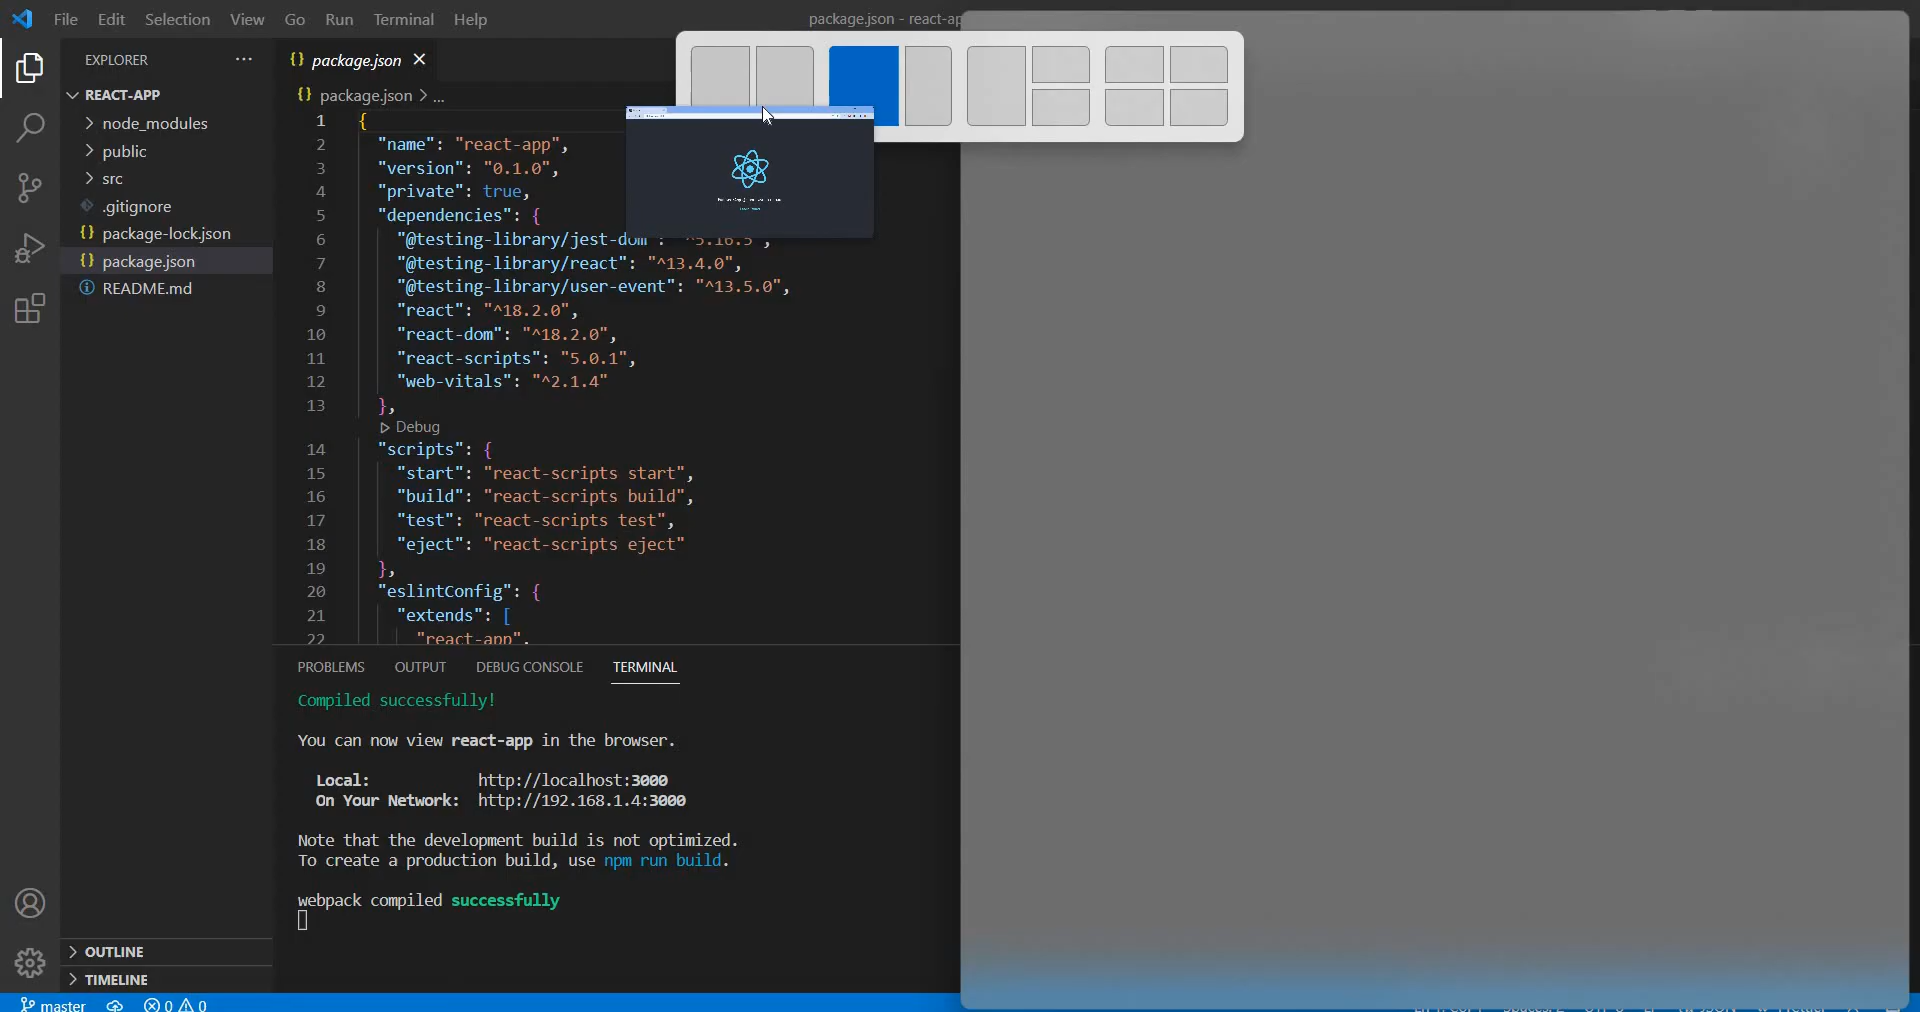 File Edit Selection View Go Run Terminal Help
package.json - react-ap
EXPLORER ...
{} package.json
REACT-APP
{} package.json > ...
node_modules
public
src
.gitignore
{} package-lock.json
{} package.json
README.md
1 {
2 "name": "react-app",
3 "version": "0.1.0",
4 "private": true,
5 "dependencies": {
6 "@testing-library/jest-dom": "^5.16.5",
7 "@testing-library/react": "^13.4.0",
8 "@testing-library/user-event": "^13.5.0",
9 "react": "^18.2.0",
10 "react-dom": "^18.2.0",
11 "react-scripts": "5.0.1",
12 "web-vitals": "^2.1.4"
13 },
Debug
14 "scripts": {
15 "start": "react-scripts start",
16 "build": "react-scripts build",
17 "test": "react-scripts test",
18 "eject": "react-scripts eject"
19 },
20 "eslintConfig": {
21 "extends": [
22 "react-app",
PROBLEMS OUTPUT DEBUG CONSOLE TERMINAL
Compiled successfully!
You can now view react-app in the browser.
Local: http://localhost:3000
On Your Network: http://192.168.1.4:3000
Note that the development build is not optimized.
To create a production build, use npm run build.
webpack compiled successfully
OUTLINE
TIMELINE
master 0 0